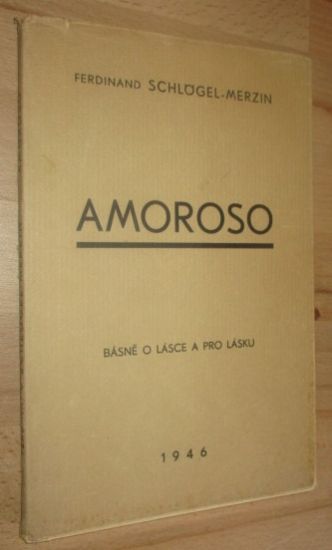 FERDINAND SCHLÖGEL-MERZIN
AMOROSO
BÁSNĚ O LÁSCE A PRO LÁSKU
1946